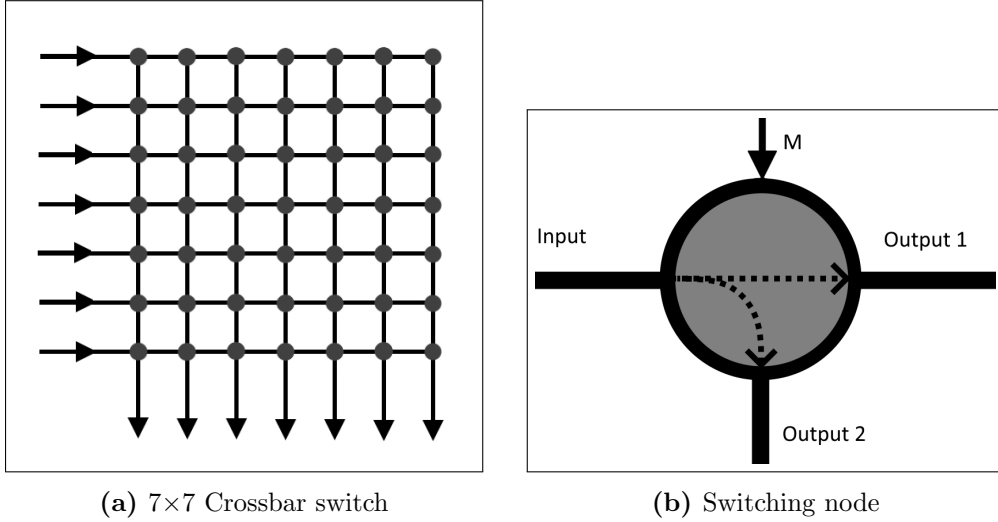 M
Input
Output 1
Output 2
(a) 7×7 Crossbar switch
(b) Switching node